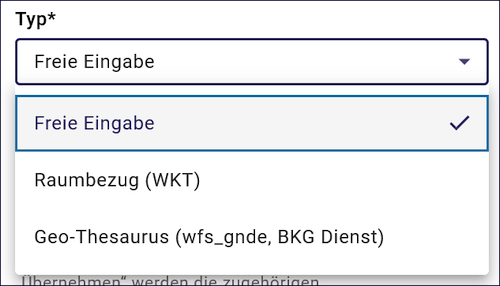 Typ*
Freie Eingabe
Freie Eingabe
Raumbezug (WKT)
Geo-Thesaurus (wfs_gnde, BKG Dienst)
Übernehmen“ werden die zugehörigen